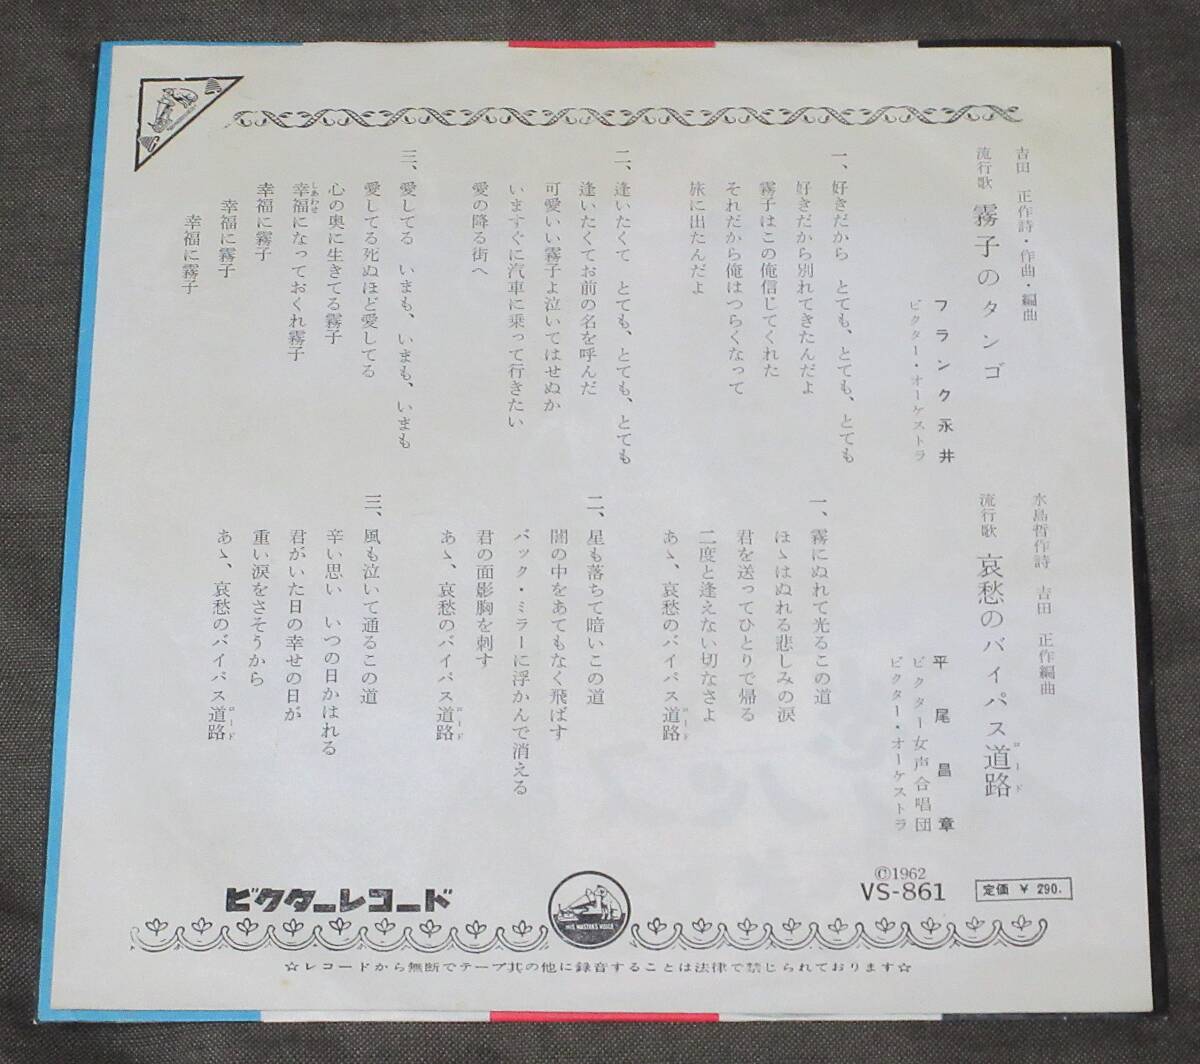 吉田　正作詩・作曲・編曲
流行歌　霧子のタンゴ
フランク永井
ビクター・オーケストラ
一、好きだから　とても、とても、とても
好きだから別れてきたんだよ
霧子はこの俺信じてくれた
それだから俺はつらくなって
旅に出たんだよ
二、逢いたくて　とても、とても、とても
逢いたくてお前の名を呼んだ
可愛いい霧子よ泣いてはせぬか
いますぐに汽車に乗って行きたい
愛の降る街へ
三、愛してる　いまも、いまも、いまも
愛してる死ぬほど愛してる
心の奥に生きてる霧子
しあわせ
幸福になっておくれ霧子
幸福に霧子
幸福に霧子
幸福に霧子
水島哲作詩　吉田　正作編曲
流行歌　哀愁のバイパス道路
ロード
平尾昌章
ビクター女声合唱団
ビクター・オーケストラ
一、霧にぬれて光るこの道
ほゝはぬれる悲しみの涙
君を送ってひとりで帰る
二度と逢えない切なさよ
あゝ、哀愁のバイパス道路
ロード
二、星も落ちて暗いこの道
闇の中をあてもなく飛ばす
バック・ミラーに浮かんで消える
君の面影胸を刺す
あゝ、哀愁のバイパス道路
ロード
三、風も泣いて通るこの道
辛い思い　いつの日かはれる
君がいた日の幸せの日が
重い涙をさそうから
あゝ、哀愁のバイパス道路
ロード
©1962
VS-861
定価 ¥ 290.
ビクターレコード
HIS MASTER'S VOICE
☆レコードから無断でテープ其の他に録音することは法律で禁じられております☆